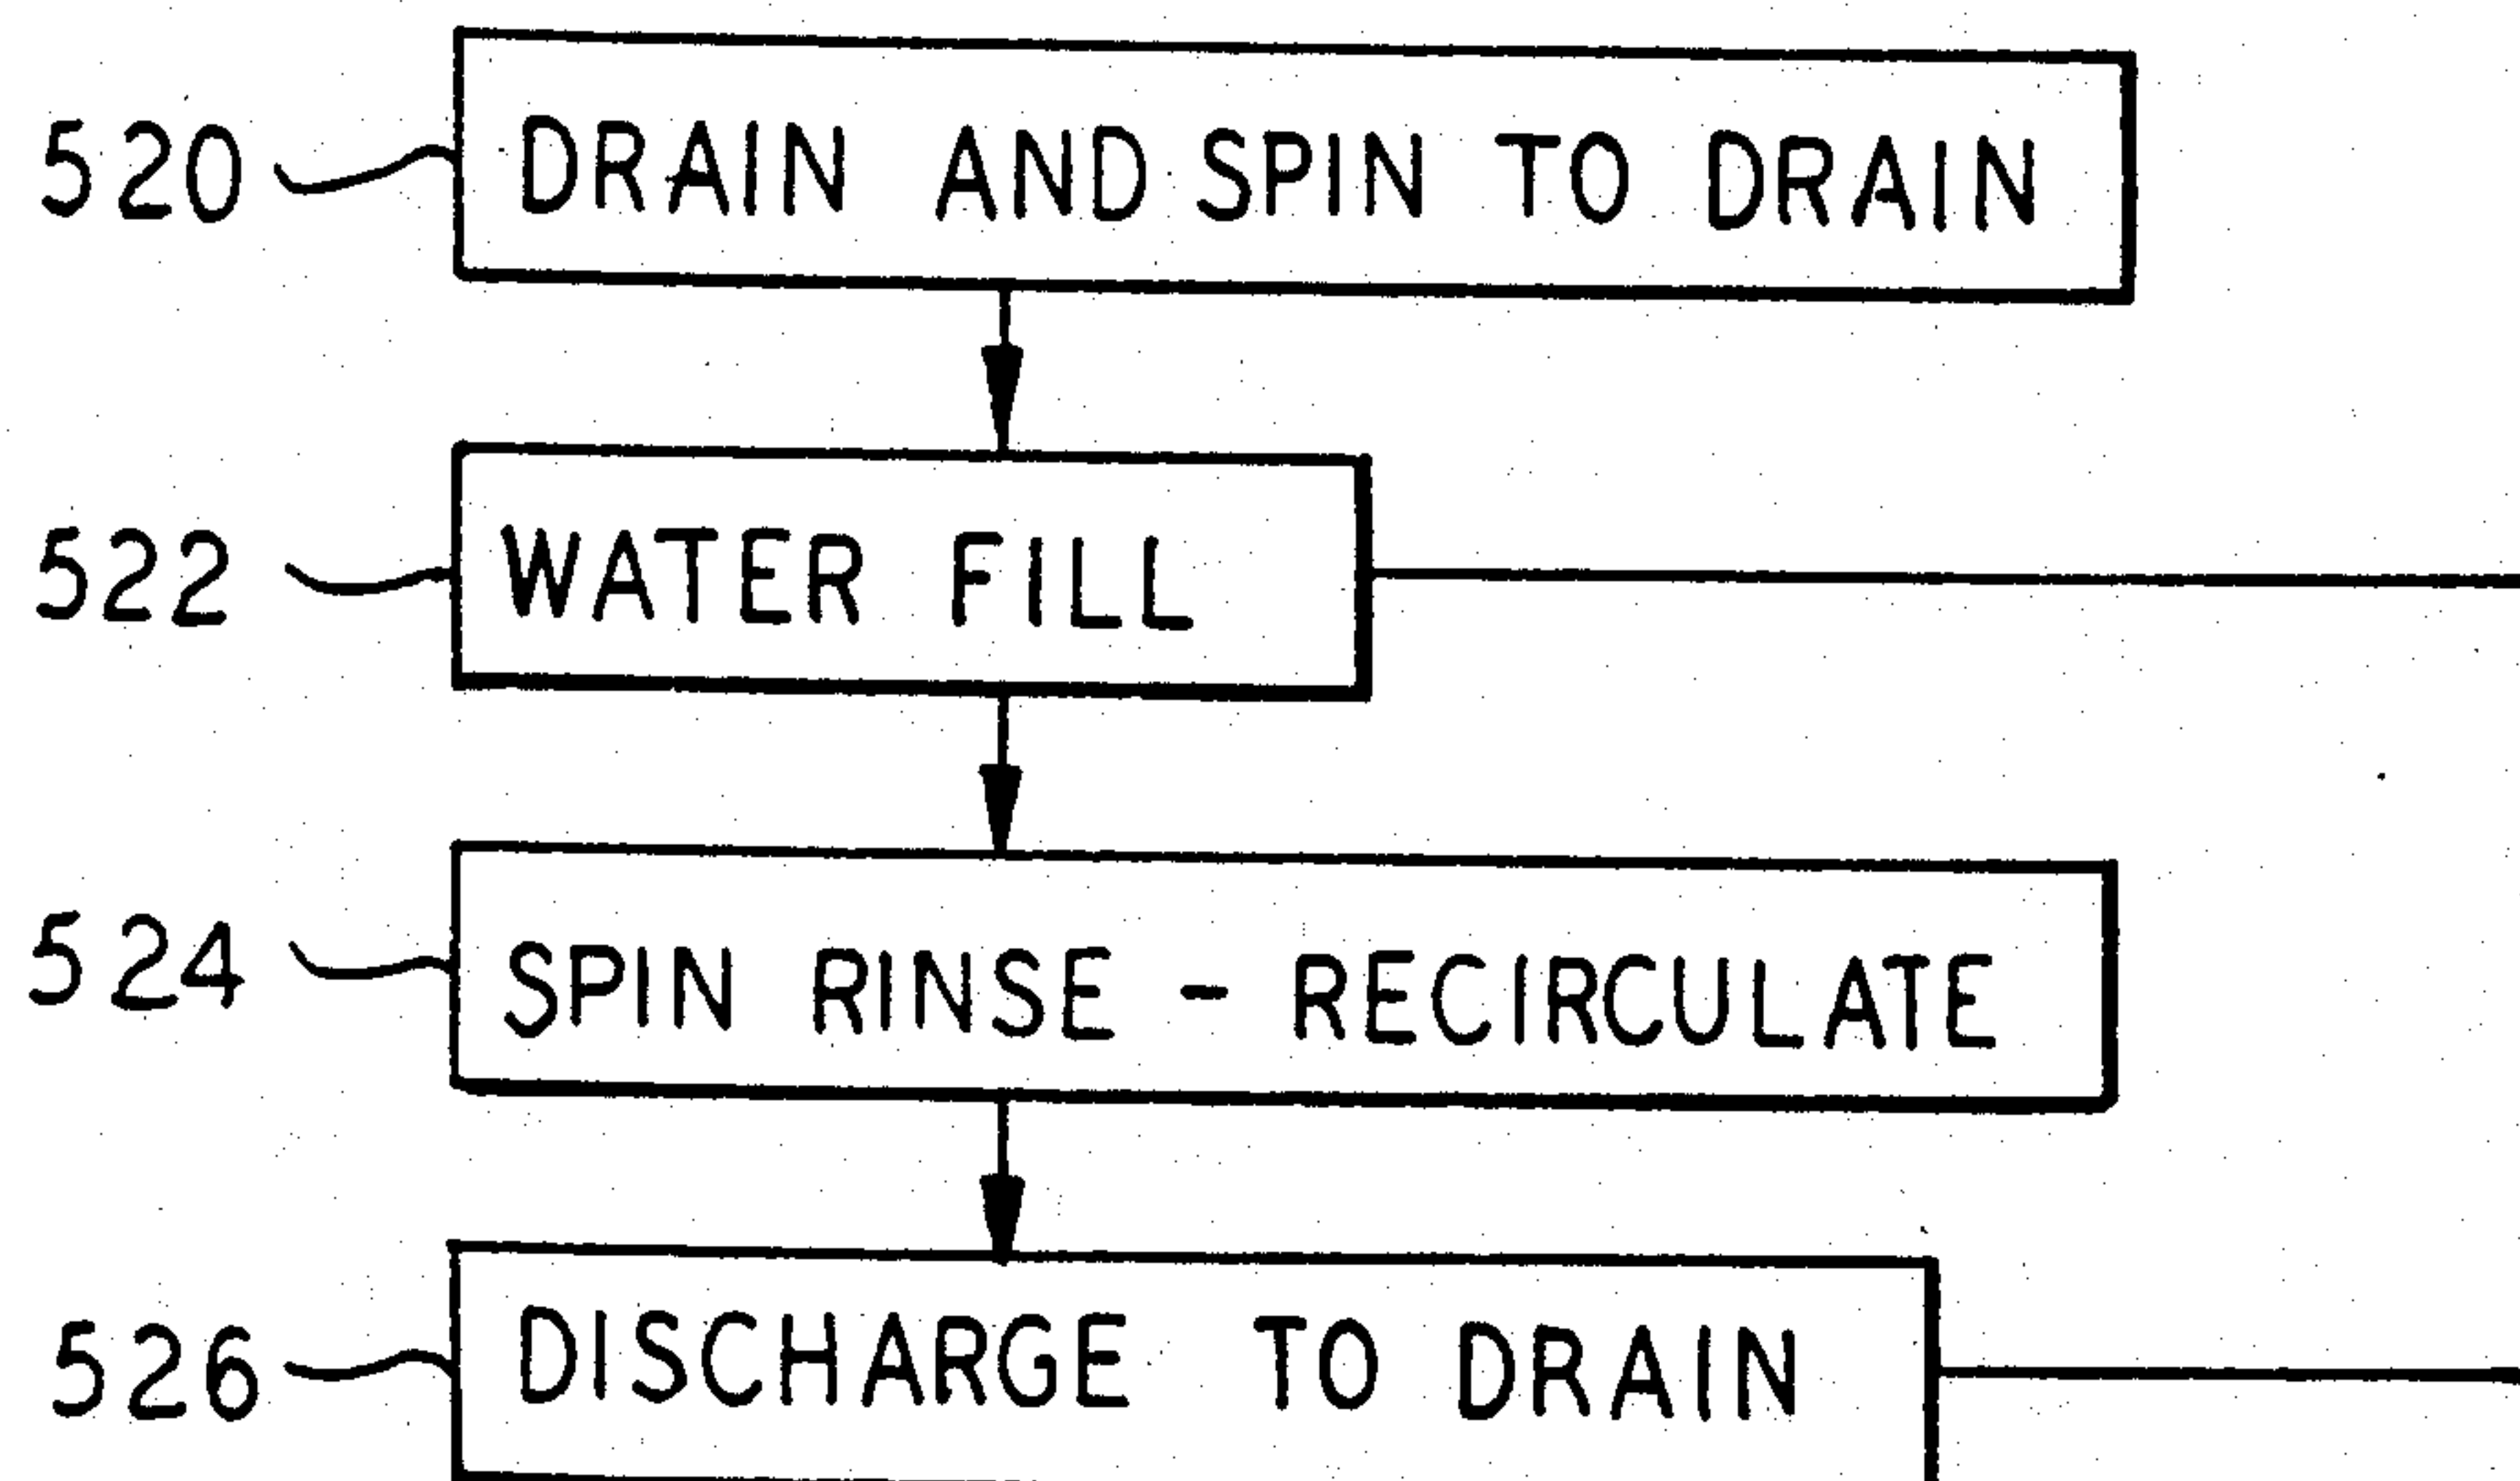 520 DRAIN AND SPIN TO DRAIN
522 WATER FILL
524 SPIN RINSE - RECIRCULATE
526 DISCHARGE TO DRAIN